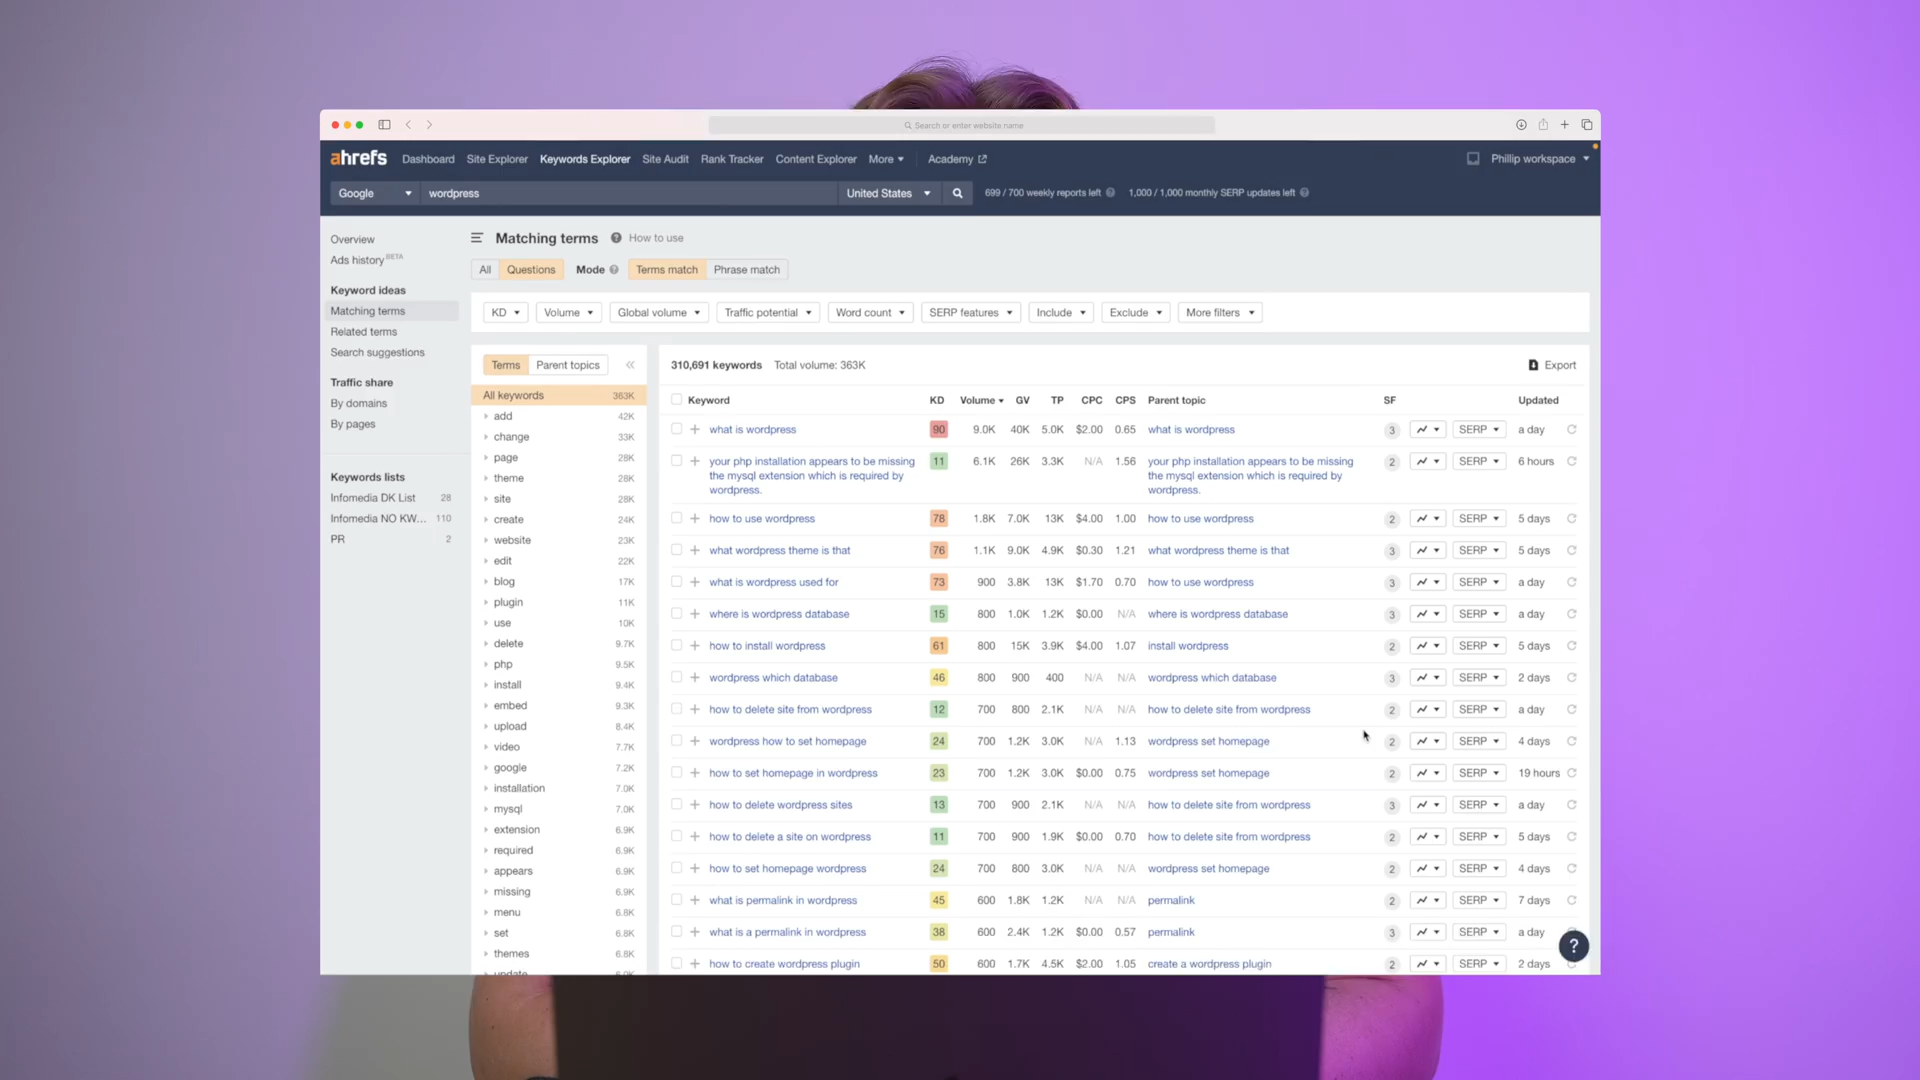 Search or enter website name
ahrefs Dashboard Site Explorer Keywords Explorer Site Audit Rank Tracker Content Explorer More Academy Phillip workspace
Google wordpress United States 699 / 700 weekly reports left 1,000 / 1,000 monthly SERP updates left
Overview
Ads history BETA
Keyword ideas
Matching terms
Related terms
Search suggestions
Traffic share
By domains
By pages
Keywords lists
Infomedia DK List 28
Infomedia NO KW... 110
PR 2
Matching terms ? How to use
All Questions Mode ? Terms match Phrase match
KD Volume Global volume Traffic potential Word count SERP features Include Exclude More filters
Terms Parent topics
All keywords 363K
add 42K
change 33K
page 28K
theme 28K
site 28K
create 24K
website 23K
edit 22K
blog 17K
plugin 11K
use 10K
delete 9.7K
php 9.5K
install 9.4K
embed 9.3K
upload 8.4K
video 7.7K
google 7.2K
installation 7.0K
mysql 7.0K
extension 6.9K
required 6.9K
appears 6.9K
missing 6.9K
menu 6.8K
set 6.8K
themes 6.8K
310,691 keywords Total volume: 363K Export
Keyword KD Volume GV TP CPC CPS Parent topic SF Updated
what is wordpress 90 9.0K 40K 5.0K $2.00 0.65 what is wordpress 3 SERP a day
your php installation appears to be missing 11 6.1K 26K 3.3K N/A 1.56 your php installation appears to be missing 2 SERP 6 hours
the mysql extension which is required by the mysql extension which is required by
wordpress. wordpress.
how to use wordpress 78 1.8K 7.0K 13K $4.00 1.00 how to use wordpress 2 SERP 5 days
what wordpress theme is that 76 1.1K 9.0K 4.9K $0.30 1.21 what wordpress theme is that 3 SERP 5 days
what is wordpress used for 73 900 3.8K 13K $1.70 0.70 how to use wordpress 3 SERP a day
where is wordpress database 15 800 1.0K 1.2K $0.00 N/A where is wordpress database 3 SERP a day
how to install wordpress 61 800 15K 3.9K $4.00 1.07 install wordpress 2 SERP 5 days
wordpress which database 46 800 900 400 N/A N/A wordpress which database 3 SERP 2 days
how to delete site from wordpress 12 700 800 2.1K N/A N/A how to delete site from wordpress 2 SERP a day
wordpress how to set homepage 24 700 1.2K 3.0K N/A 1.13 wordpress set homepage 2 SERP 4 days
how to set homepage in wordpress 23 700 1.2K 3.0K $0.00 0.75 wordpress set homepage 2 SERP 19 hours
how to delete wordpress sites 13 700 900 2.1K N/A N/A how to delete site from wordpress 3 SERP a day
how to delete a site on wordpress 11 700 900 1.9K $0.00 0.70 how to delete site from wordpress 2 SERP 5 days
how to set homepage wordpress 24 700 800 3.0K N/A N/A wordpress set homepage 2 SERP 4 days
what is permalink in wordpress 45 600 1.8K 1.2K N/A N/A permalink 2 SERP 7 days
what is a permalink in wordpress 38 600 2.4K 1.2K $0.00 0.57 permalink 3 SERP a day
how to create wordpress plugin 50 600 1.7K 4.5K $2.00 1.05 create a wordpress plugin 2 SERP 2 days
?